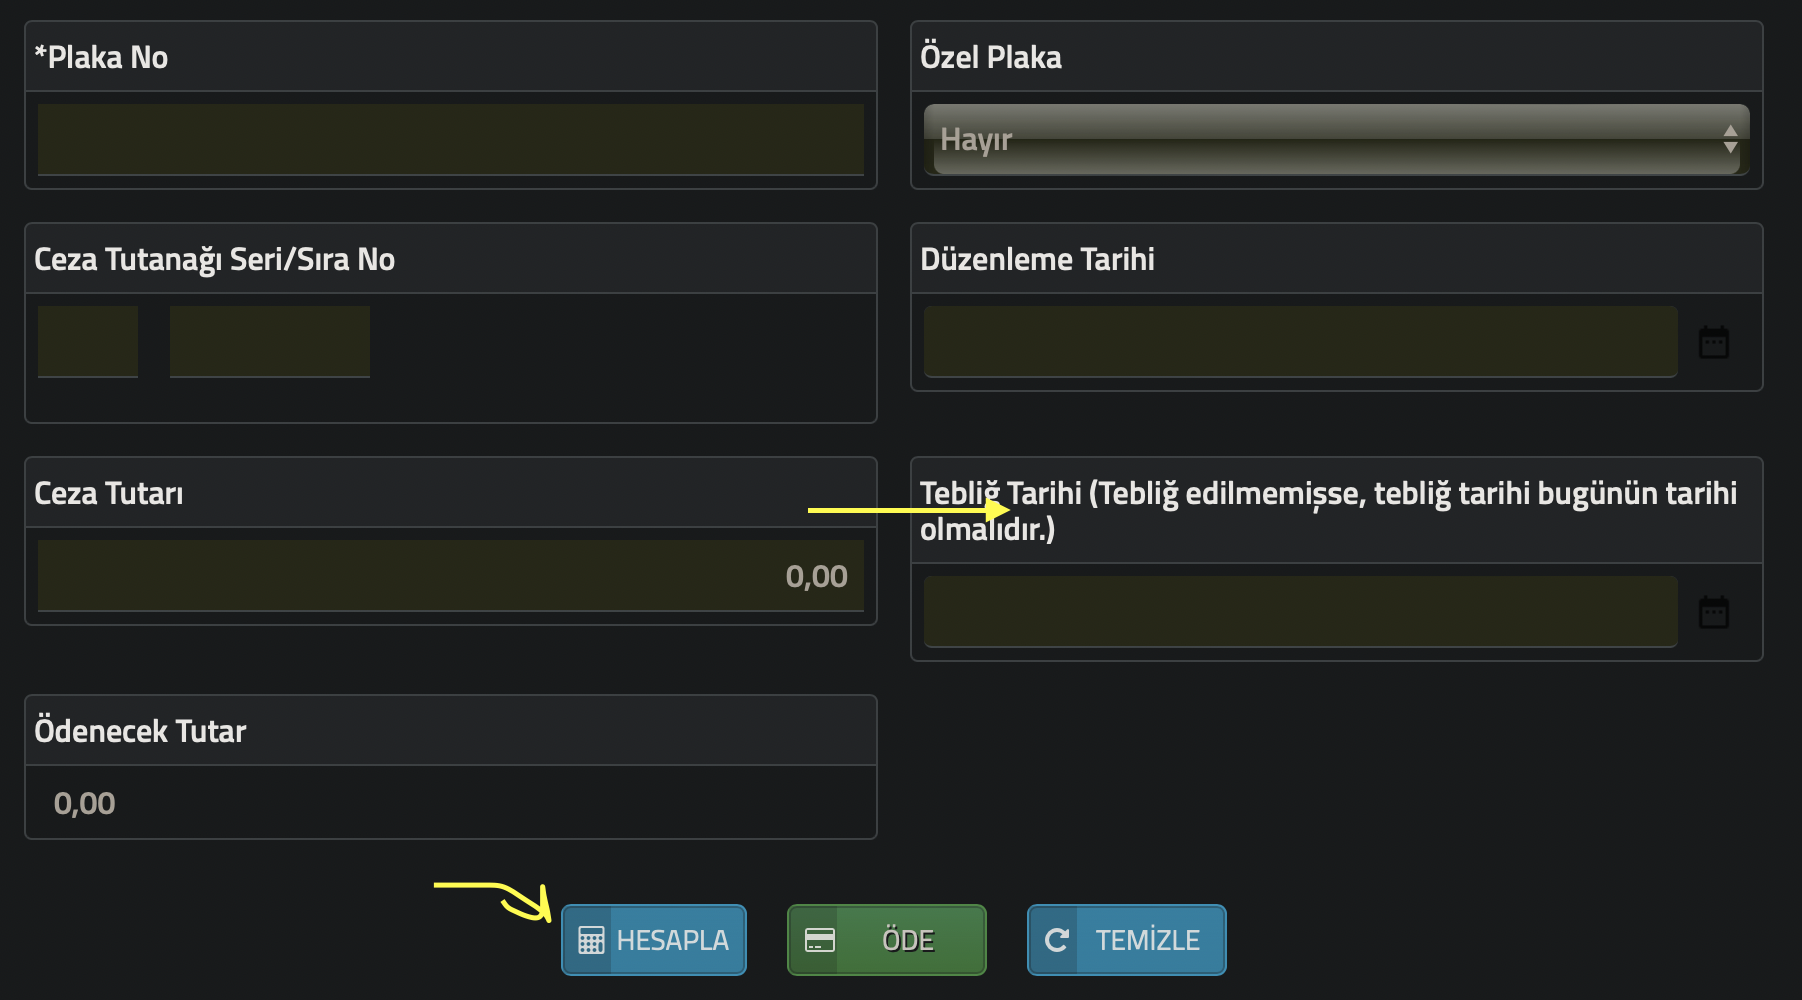 *Plaka No
Özel Plaka
Hayır
Ceza Tutanağı Seri/Sıra No
Düzenleme Tarihi
Ceza Tutarı
0,00
Tebliğ Tarihi (Tebliğ edilmemişse, tebliğ tarihi bugünün tarihi
olmalıdır.)
Ödenecek Tutar
0,00
HESAPLA
ÖDE
TEMİZLE